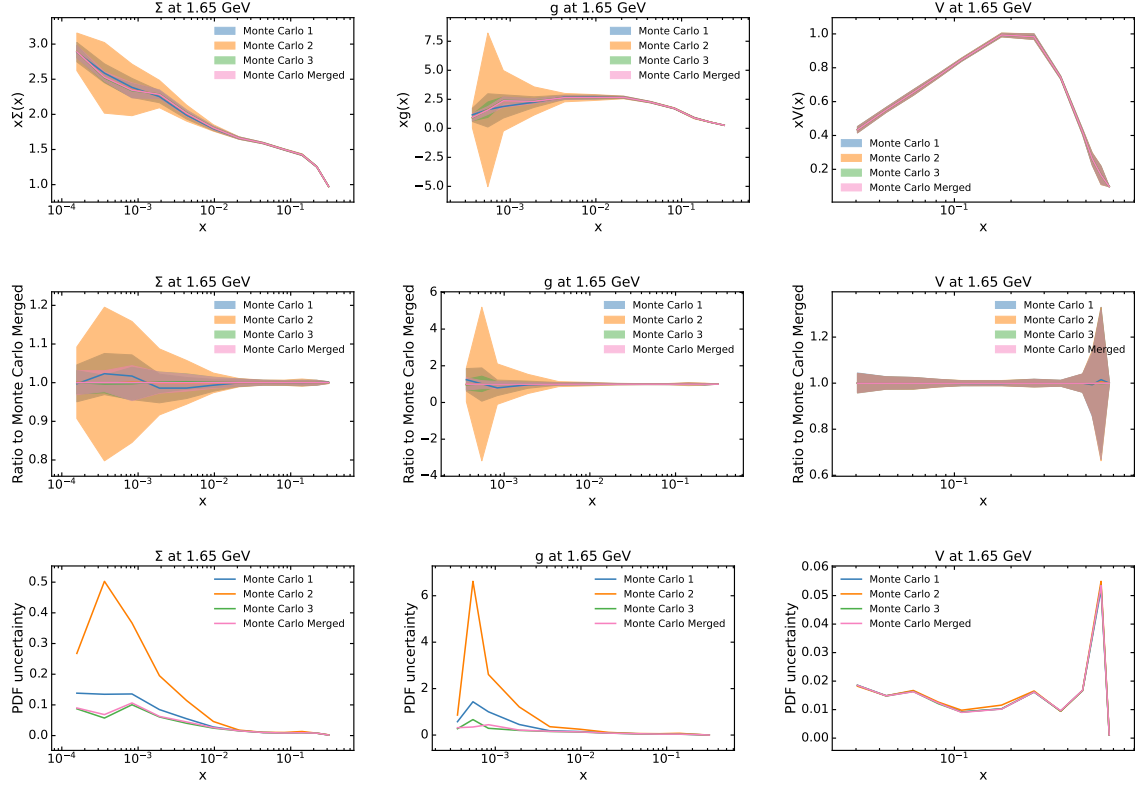 Σ at 1.65 GeV
xΣ(x)
3.0
2.5
2.0
1.5
1.0
Monte Carlo 1
Monte Carlo 2
Monte Carlo 3
Monte Carlo Merged
10⁻⁴ 10⁻³ 10⁻² 10⁻¹
x
g at 1.65 GeV
xg(x)
7.5
5.0
2.5
0.0
−2.5
−5.0
Monte Carlo 1
Monte Carlo 2
Monte Carlo 3
Monte Carlo Merged
10⁻³ 10⁻² 10⁻¹
x
V at 1.65 GeV
xV(x)
1.0
0.8
0.6
0.4
0.2
Monte Carlo 1
Monte Carlo 2
Monte Carlo 3
Monte Carlo Merged
10⁻¹
x
Σ at 1.65 GeV
Ratio to Monte Carlo Merged
1.2
1.1
1.0
0.9
0.8
Monte Carlo 1
Monte Carlo 2
Monte Carlo 3
Monte Carlo Merged
10⁻⁴ 10⁻³ 10⁻² 10⁻¹
x
g at 1.65 GeV
Ratio to Monte Carlo Merged
6
4
2
0
−2
−4
Monte Carlo 1
Monte Carlo 2
Monte Carlo 3
Monte Carlo Merged
10⁻³ 10⁻² 10⁻¹
x
V at 1.65 GeV
Ratio to Monte Carlo Merged
1.2
1.0
0.8
0.6
Monte Carlo 1
Monte Carlo 2
Monte Carlo 3
Monte Carlo Merged
10⁻¹
x
Σ at 1.65 GeV
PDF uncertainty
0.5
0.4
0.3
0.2
0.1
0.0
Monte Carlo 1
Monte Carlo 2
Monte Carlo 3
Monte Carlo Merged
10⁻⁴ 10⁻³ 10⁻² 10⁻¹
x
g at 1.65 GeV
PDF uncertainty
6
4
2
0
Monte Carlo 1
Monte Carlo 2
Monte Carlo 3
Monte Carlo Merged
10⁻³ 10⁻² 10⁻¹
x
V at 1.65 GeV
PDF uncertainty
0.06
0.05
0.04
0.03
0.02
0.01
0.00
Monte Carlo 1
Monte Carlo 2
Monte Carlo 3
Monte Carlo Merged
10⁻¹
x